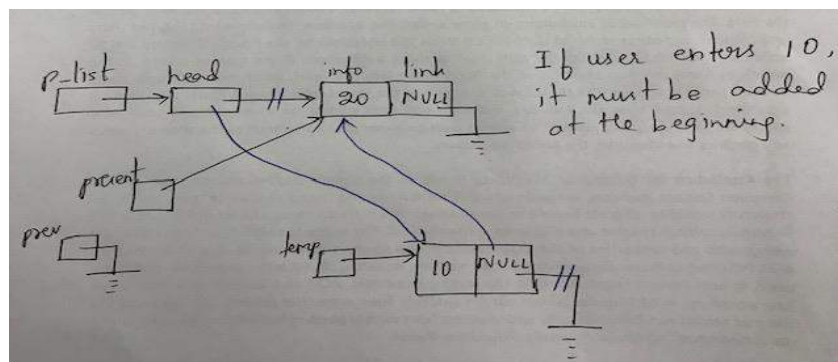 p_list head info link
20 NULL
If user enters 10,
it must be added
at the beginning.
present
prev
temp
10 NULL